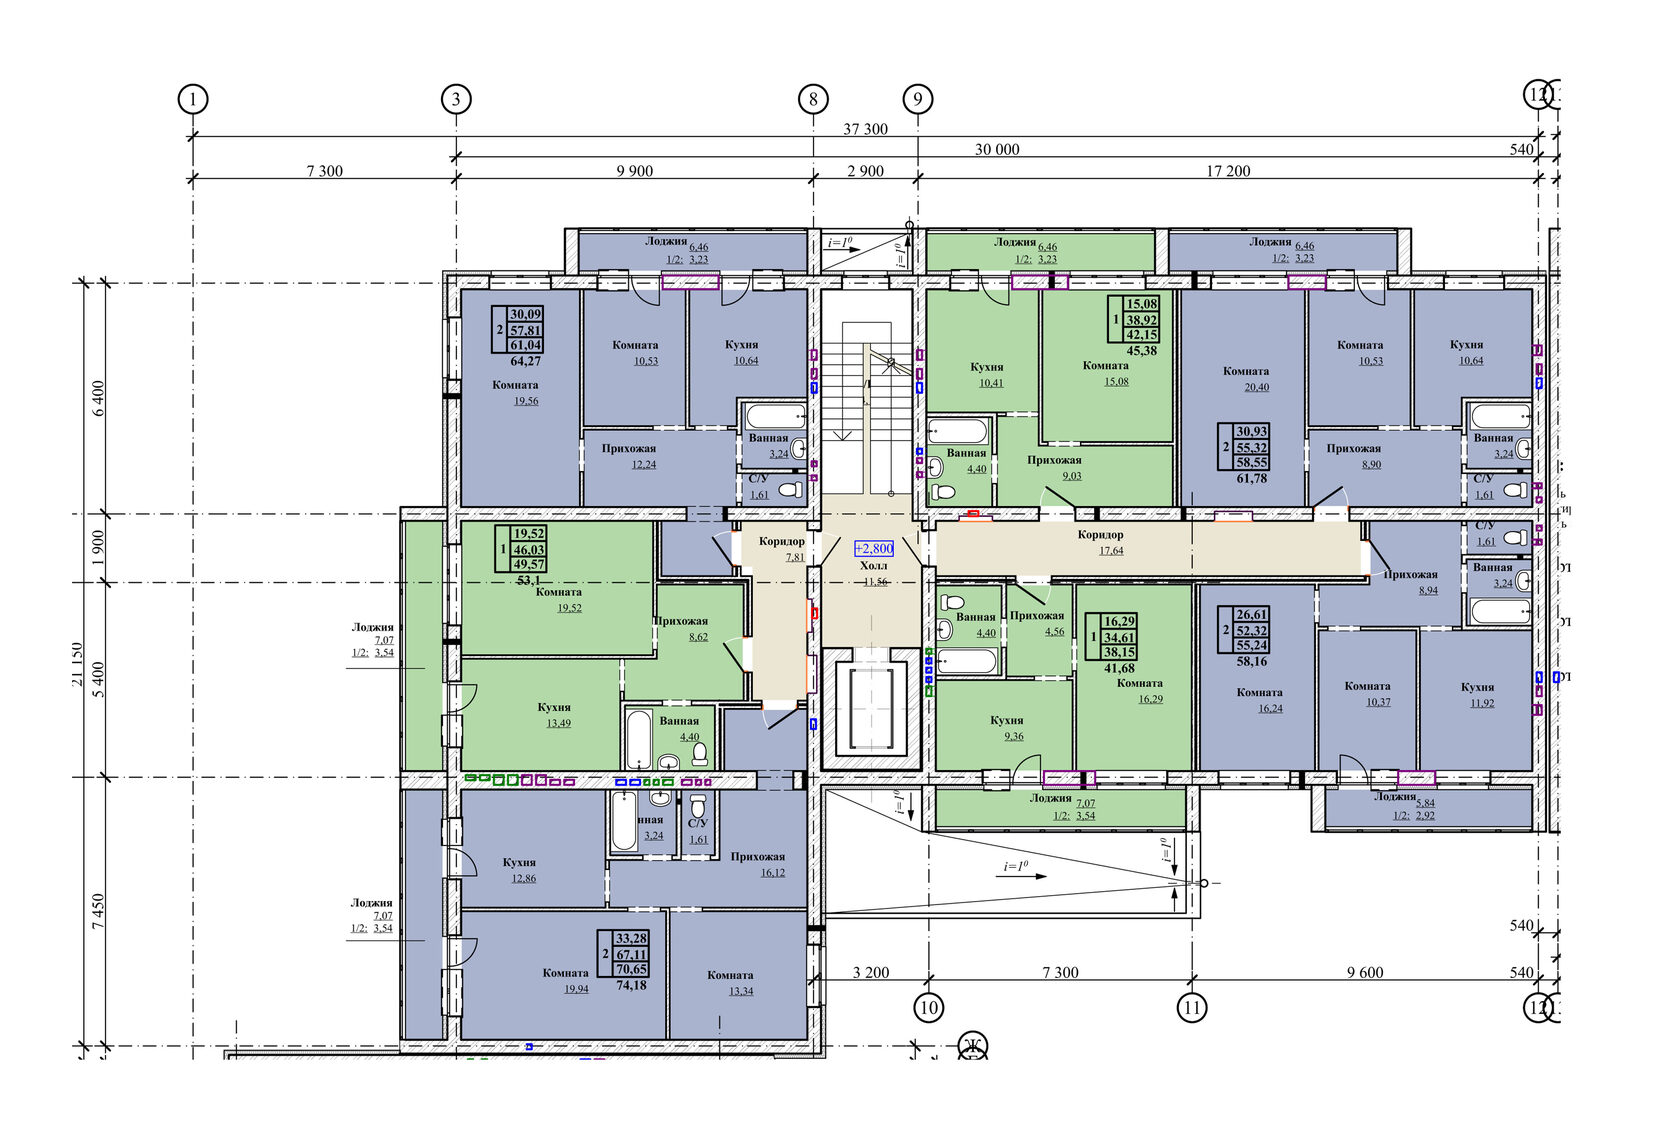 1
3
8
9
12
37 300
30 000
540
7 300
9 900
2 900
17 200
Лоджия 6,46
1/2: 3,23
i=1⁰
i=1⁰
Лоджия 6,46
1/2: 3,23
Лоджия 6,46
1/2: 3,23
2
30,09
57,81
61,04
64,27
Комната
19,56
Комната
10,53
Кухня
10,64
Ванная
3,24
Прихожая
12,24
С/У
1,61
Кухня
10,41
1
15,08
38,92
42,15
45,38
Комната
15,08
Ванная
4,40
Прихожая
9,03
Комната
20,40
2
30,93
55,32
58,55
61,78
Комната
10,53
Кухня
10,64
Прихожая
8,90
Ванная
3,24
С/У
1,61
6 400
1 900
21 150
5 400
7 450
1
19,52
46,03
49,57
53,1
Комната
19,52
Коридор
7,81
+2,800
Холл
11,56
Коридор
17,64
С/У
1,61
Ванная
3,24
Прихожая
8,94
Лоджия
7,07
1/2: 3,54
Прихожая
8,62
Кухня
13,49
Ванная
4,40
Ванная
4,40
Прихожая
4,56
1
16,29
34,61
38,15
41,68
Комната
16,29
Кухня
9,36
2
26,61
52,32
55,24
58,16
Комната
16,24
Комната
10,37
Кухня
11,92
Лоджия 7,07
1/2: 3,54
Лоджия 5,84
1/2: 2,92
i=1⁰
i=1⁰
i=1⁰
нная
3,24
С/У
1,61
Кухня
12,86
Прихожая
16,12
Лоджия
7,07
1/2: 3,54
2
33,28
67,11
70,65
74,18
Комната
19,94
Комната
13,34
540
3 200
7 300
9 600
540
10
11
12
Ж